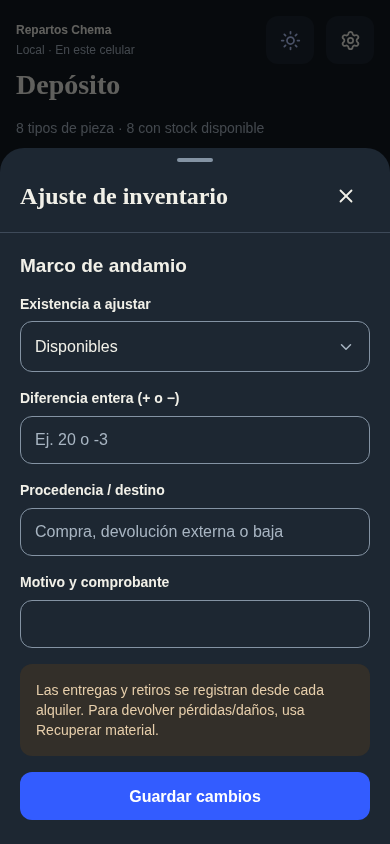 Repartos Chema
Local · En este celular
Depósito
8 tipos de pieza · 8 con stock disponible
Ajuste de inventario
Marco de andamio
Existencia a ajustar
Disponibles
Diferencia entera (+ o −)
Ej. 20 o -3
Procedencia / destino
Compra, devolución externa o baja
Motivo y comprobante
Las entregas y retiros se registran desde cada
alquiler. Para devolver pérdidas/daños, usa
Recuperar material.
Guardar cambios